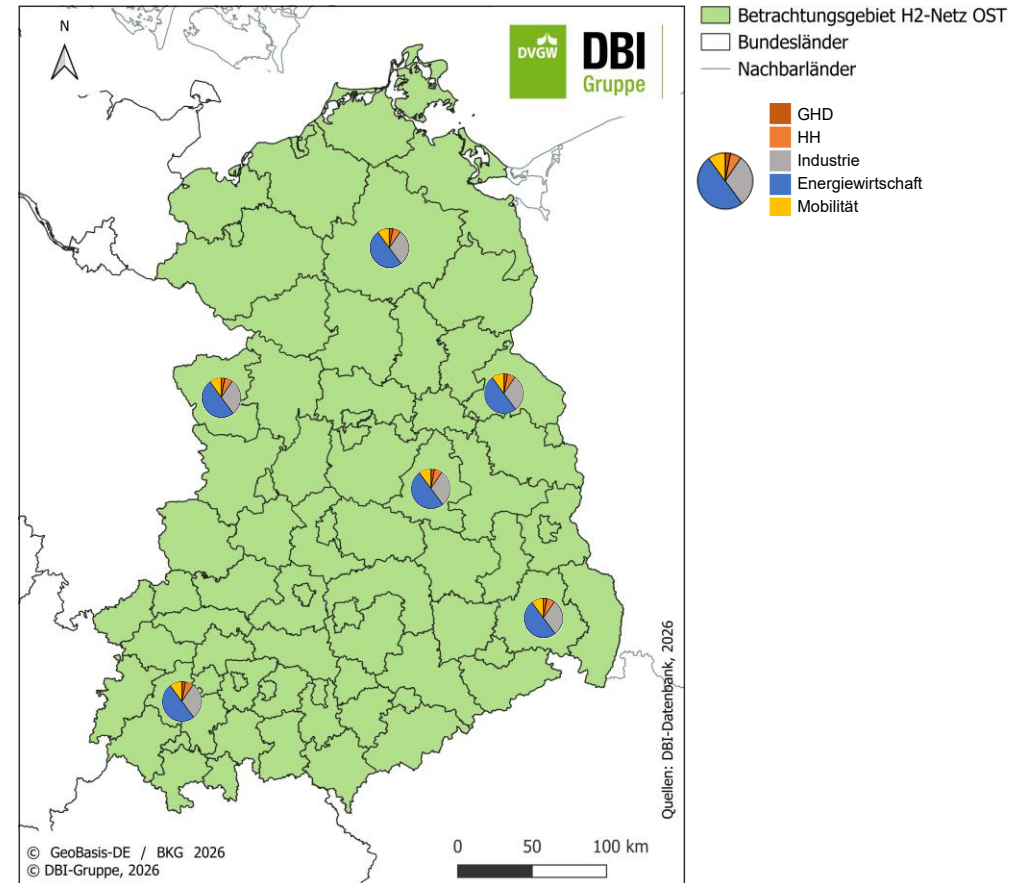 N
DVGW
DBI
Gruppe
Betrachtungsgebiet H2-Netz OST
Bundesländer
Nachbarländer
GHD
HH
Industrie
Energiewirtschaft
Mobilität
Quellen: DBI-Datenbank, 2026
0 50 100 km
© GeoBasis-DE / BKG 2026
© DBI-Gruppe, 2026